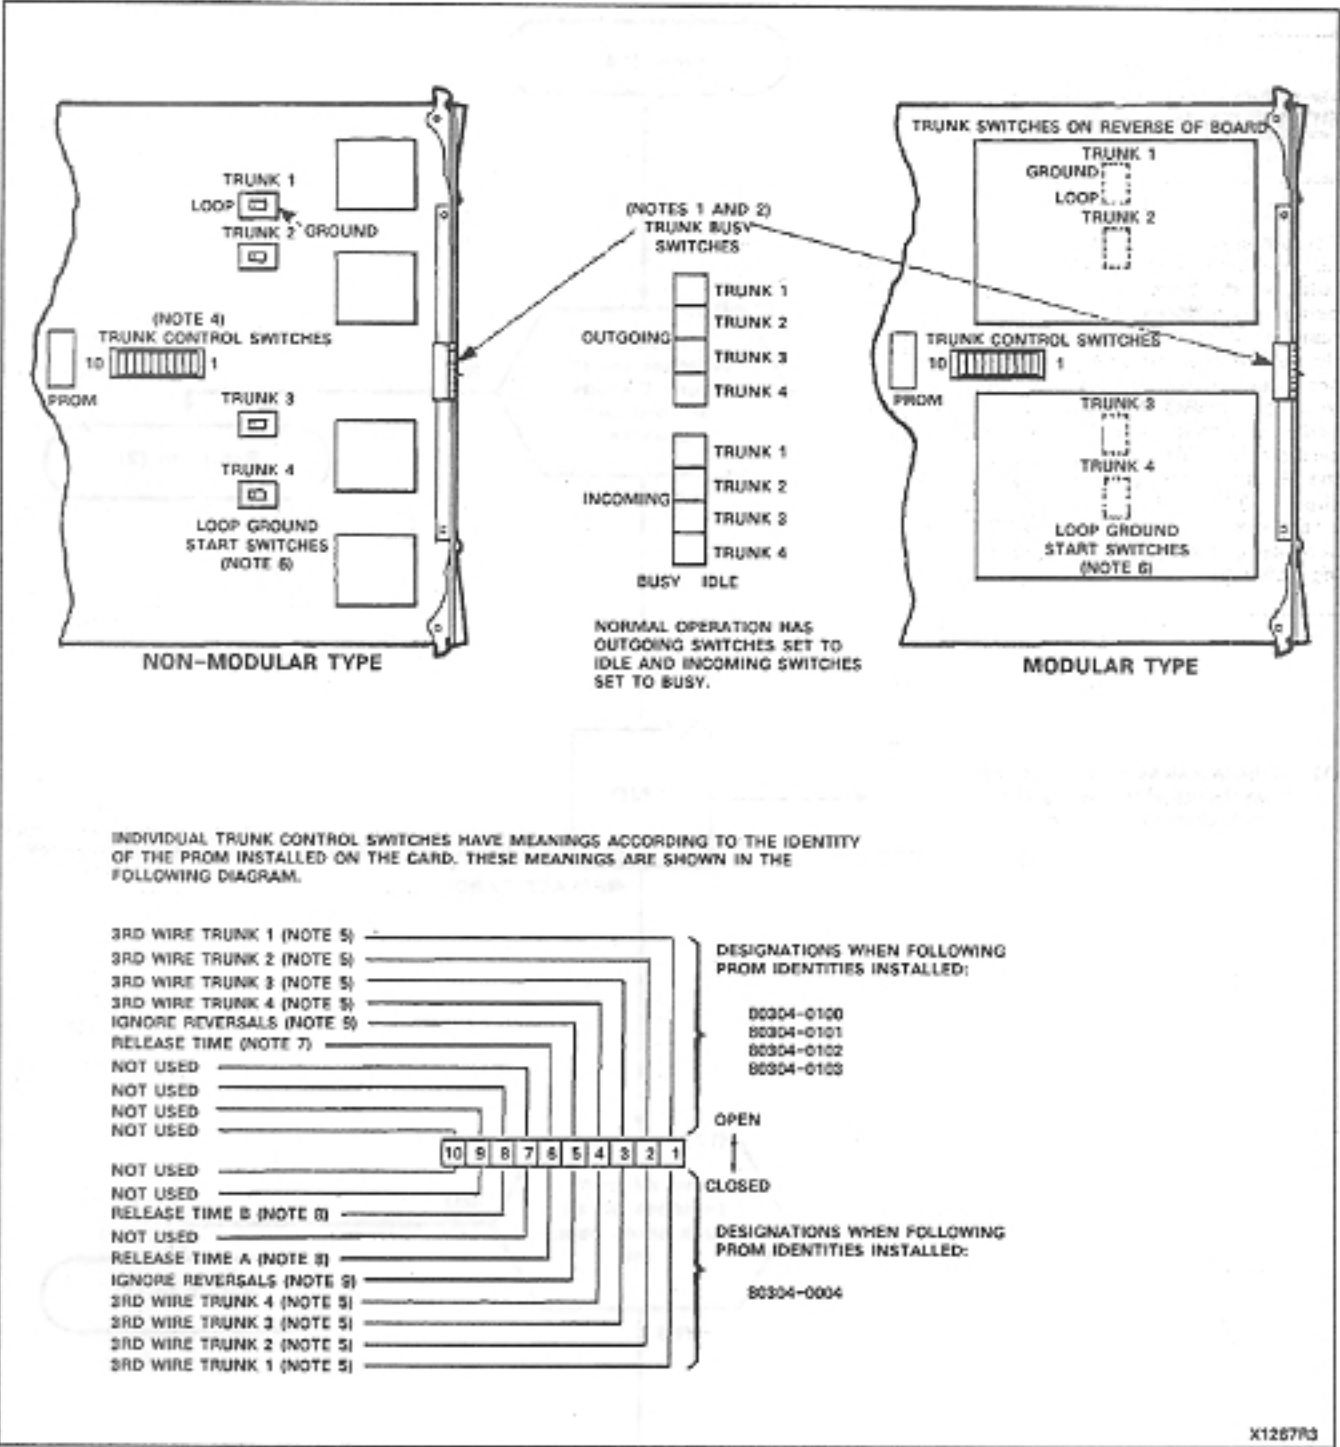 TRUNK 1
LOOP
GROUND
TRUNK 2
(NOTE 4)
TRUNK CONTROL SWITCHES
10
1
PROM
TRUNK 3
TRUNK 4
LOOP GROUND
START SWITCHES
(NOTE 6)
NON-MODULAR TYPE
(NOTES 1 AND 2)
TRUNK BUSY
SWITCHES
OUTGOING
TRUNK 1
TRUNK 2
TRUNK 3
TRUNK 4
INCOMING
TRUNK 1
TRUNK 2
TRUNK 3
TRUNK 4
BUSY IDLE
NORMAL OPERATION HAS
OUTGOING SWITCHES SET TO
IDLE AND INCOMING SWITCHES
SET TO BUSY.
TRUNK SWITCHES ON REVERSE OF BOARD
TRUNK 1
GROUND
LOOP
TRUNK 2
TRUNK CONTROL SWITCHES
10
1
PROM
TRUNK 3
TRUNK 4
LOOP GROUND
START SWITCHES
(NOTE 6)
MODULAR TYPE
INDIVIDUAL TRUNK CONTROL SWITCHES HAVE MEANINGS ACCORDING TO THE IDENTITY
OF THE PROM INSTALLED ON THE CARD. THESE MEANINGS ARE SHOWN IN THE
FOLLOWING DIAGRAM.
3RD WIRE TRUNK 1 (NOTE 5)
3RD WIRE TRUNK 2 (NOTE 5)
3RD WIRE TRUNK 3 (NOTE 5)
3RD WIRE TRUNK 4 (NOTE 5)
IGNORE REVERSALS (NOTE 9)
RELEASE TIME (NOTE 7)
NOT USED
NOT USED
NOT USED
NOT USED
DESIGNATIONS WHEN FOLLOWING
PROM IDENTITIES INSTALLED:
80304-0100
80304-0101
80304-0102
80304-0103
OPEN
10 9 8 7 6 5 4 3 2 1
CLOSED
NOT USED
NOT USED
RELEASE TIME B (NOTE 8)
NOT USED
RELEASE TIME A (NOTE 8)
IGNORE REVERSALS (NOTE 9)
3RD WIRE TRUNK 4 (NOTE 5)
3RD WIRE TRUNK 3 (NOTE 5)
3RD WIRE TRUNK 2 (NOTE 5)
3RD WIRE TRUNK 1 (NOTE 5)
DESIGNATIONS WHEN FOLLOWING
PROM IDENTITIES INSTALLED:
80304-0004
X1267R3